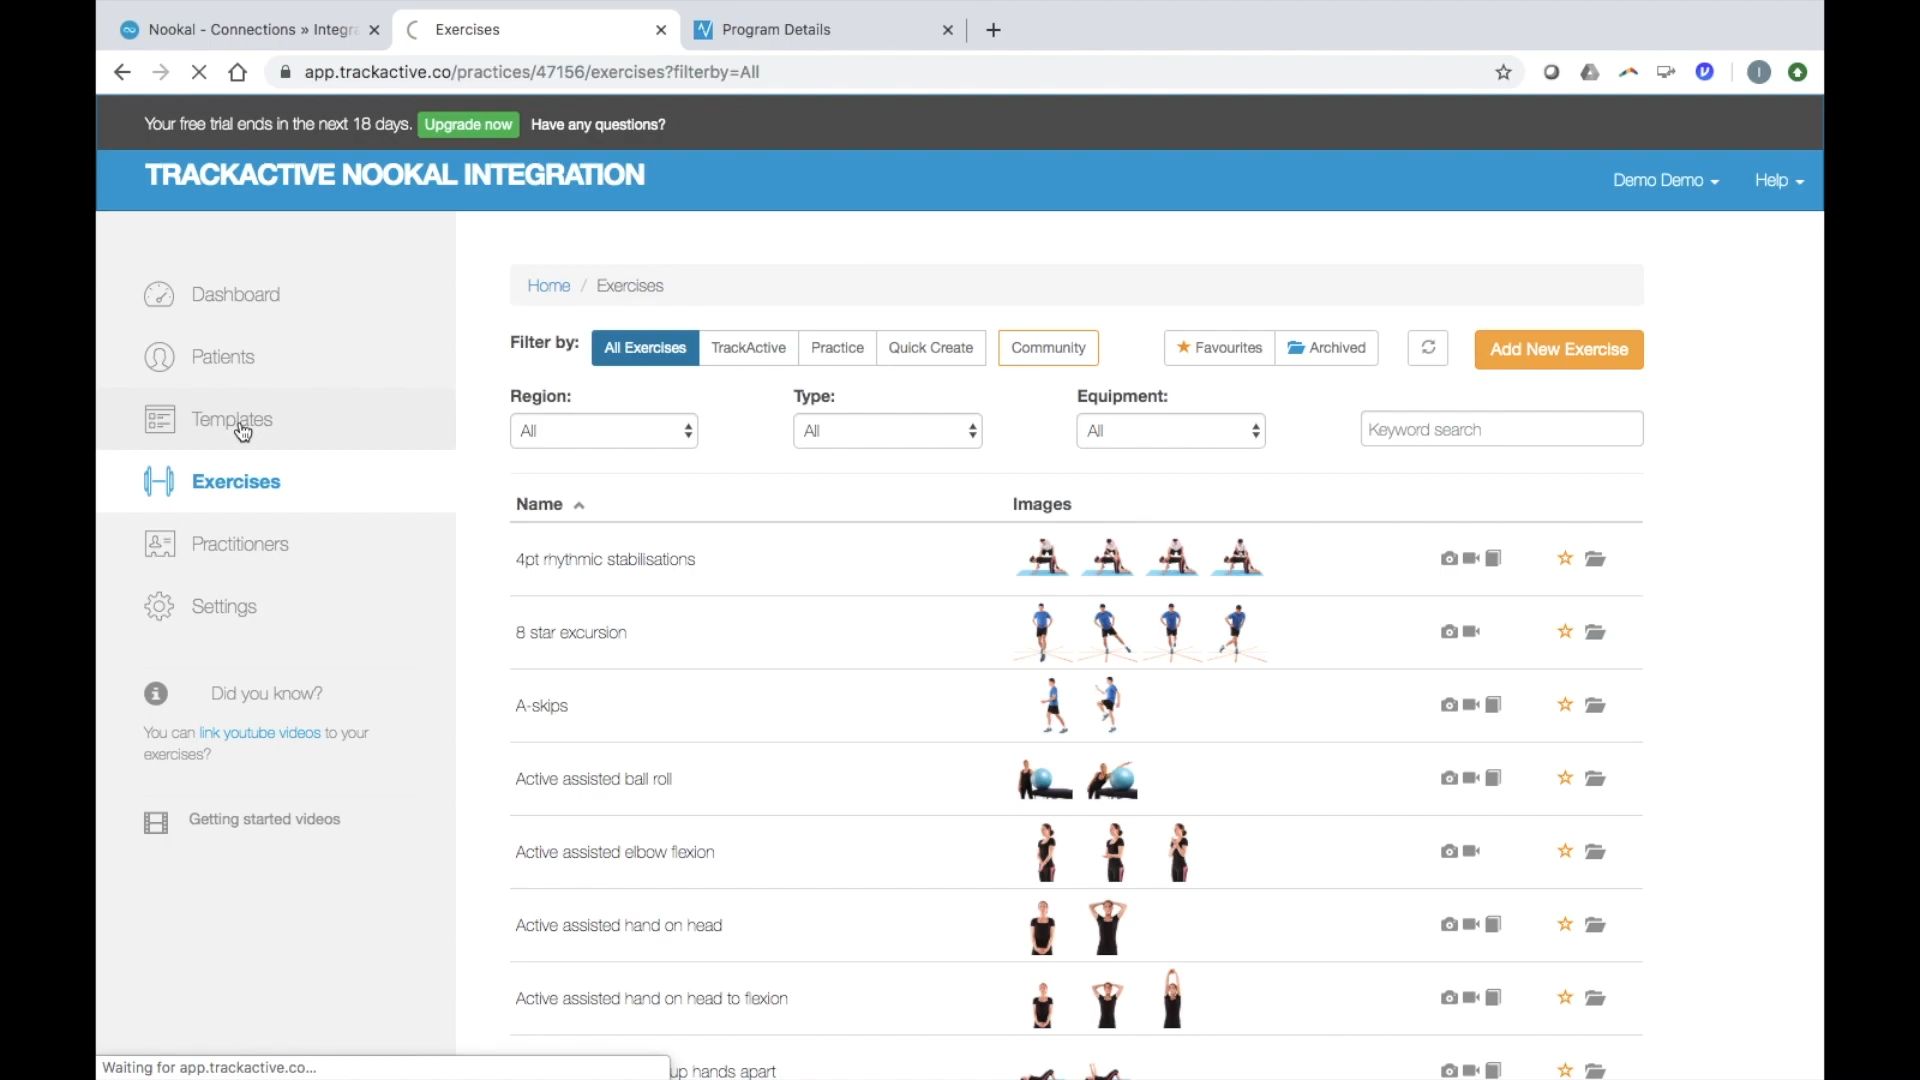 Nookal - Connections » Integra
Exercises
Program Details
app.trackactive.co/practices/47156/exercises?filterby=All
Your free trial ends in the next 18 days. Upgrade now Have any questions?
TRACKACTIVE NOOKAL INTEGRATION
Demo Demo
Help
Dashboard
Patients
Templates
Exercises
Practitioners
Settings
Did you know?
You can link youtube videos to your
exercises?
Getting started videos
Home / Exercises
Filter by: All Exercises TrackActive Practice Quick Create Community Favourites Archived Add New Exercise
Region: Type: Equipment:
All All All Keyword search
Name Images
4pt rhythmic stabilisations
8 star excursion
A-skips
Active assisted ball roll
Active assisted elbow flexion
Active assisted hand on head
Active assisted hand on head to flexion
up hands apart
Waiting for app.trackactive.co...